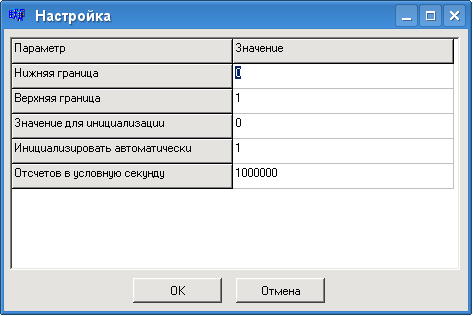 Настройка
Параметр Значение
Нижняя граница 0
Верхняя граница 1
Значение для инициализации 0
Инициализировать автоматически 1
Отсчетов в условную секунду 1000000
OK Отмена